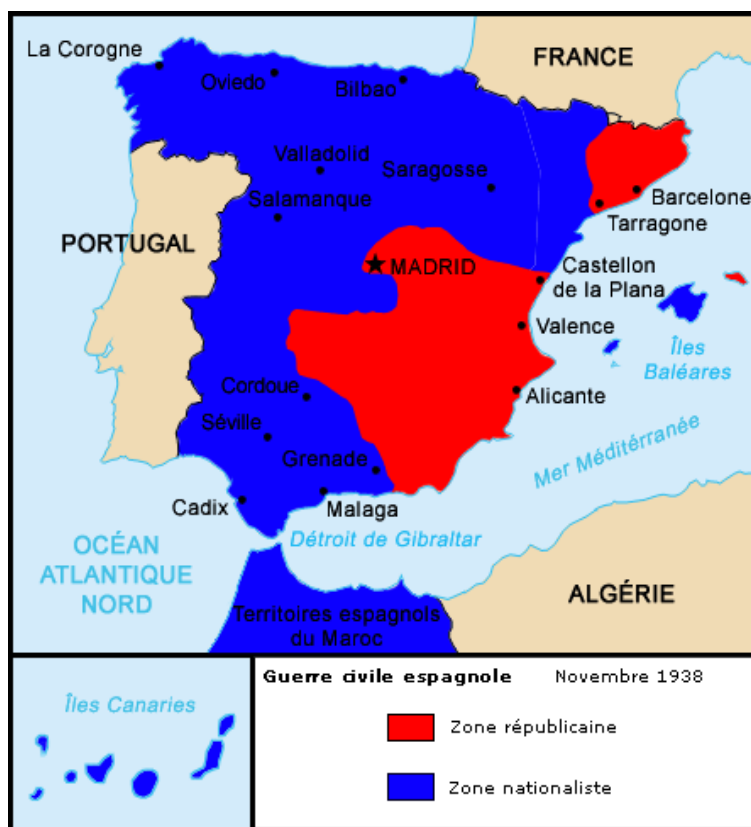 La Corogne
FRANCE
Oviedo
Bilbao
Valladolid
Saragosse
Salamanque
Barcelone
Tarragone
PORTUGAL
MADRID
Castellon
de la Plana
Valence
Îles
Baléares
Cordoue
Alicante
Séville
Grenade
Mer Méditérranée
Cadix
Malaga
Détroit de Gibraltar
OCÉAN
ATLANTIQUE
NORD
ALGÉRIE
Territoires espagnols
du Maroc
Îles Canaries
Guerre civile espagnole Novembre 1938
Zone républicaine
Zone nationaliste